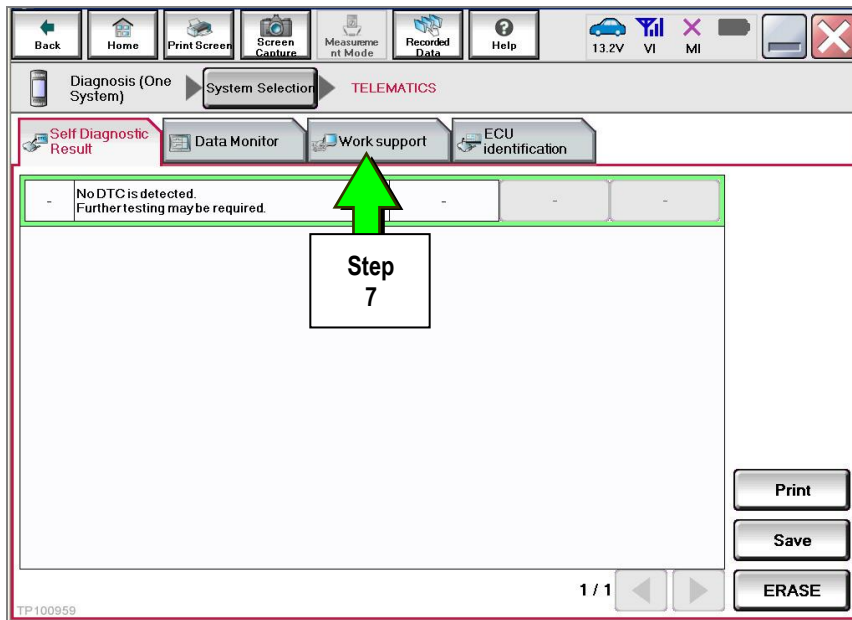 Back
Home
Print Screen
Screen
Capture
Measureme
nt Mode
Recorded
Data
Help
13.2V
VI
MI
Diagnosis (One
System)
System Selection
TELEMATICS
Self Diagnostic
Result
Data Monitor
Work support
ECU
identification
-
No DTC is detected.
Further testing may be required.
-
-
-
Step
7
Print
Save
1 / 1
ERASE
TP100959